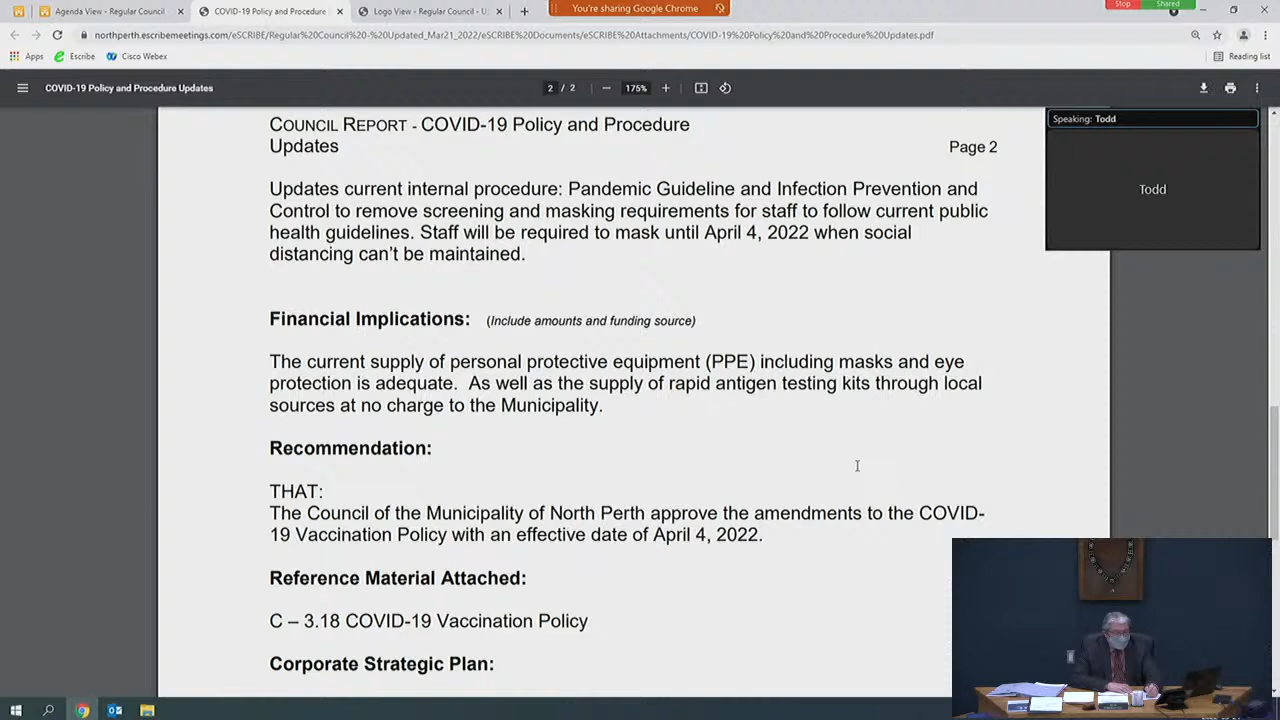 Agenda View - Regular Council
COVID-19 Policy and Procedure
Logo View - Regular Council - U
You're sharing Google Chrome
Stop
Shared
northperth.escribemeetings.com/eSCRIBE/Regular%20Council%20-%20Updated_Mar21_2022/eSCRIBE%20Documents/eSCRIBE%20Attachments/COVID-19%20Policy%20and%20Procedure%20Updates.pdf
Apps
Escribe
Cisco Webex
Reading list
COVID-19 Policy and Procedure Updates
2 / 2
175%
COUNCIL REPORT - COVID-19 Policy and Procedure
Updates
Page 2
Speaking: Todd
Todd
Updates current internal procedure: Pandemic Guideline and Infection Prevention and
Control to remove screening and masking requirements for staff to follow current public
health guidelines. Staff will be required to mask until April 4, 2022 when social
distancing can't be maintained.
Financial Implications: (Include amounts and funding source)
The current supply of personal protective equipment (PPE) including masks and eye
protection is adequate. As well as the supply of rapid antigen testing kits through local
sources at no charge to the Municipality.
Recommendation:
THAT:
The Council of the Municipality of North Perth approve the amendments to the COVID-
19 Vaccination Policy with an effective date of April 4, 2022.
Reference Material Attached:
C – 3.18 COVID-19 Vaccination Policy
Corporate Strategic Plan: